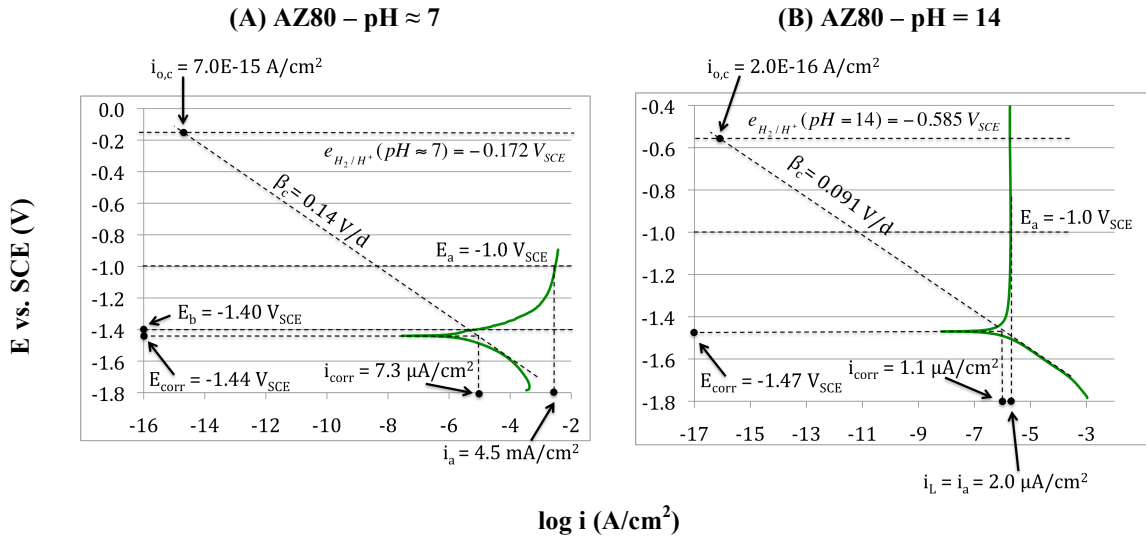 (A) AZ80 – pH ≈ 7
i₀,c = 7.0E-15 A/cm²
0.0
-0.2
-0.4
-0.6
-0.8
-1.0
-1.2
-1.4
-1.6
-1.8
e H₂/H⁺ (pH ≈ 7) = −0.172 V SCE
βc = 0.14 V/d
Ea = -1.0 VSCE
Eb = -1.40 VSCE
Ecorr = -1.44 VSCE
icorr = 7.3 µA/cm²
-16 -14 -12 -10 -8 -6 -4 -2
ia = 4.5 mA/cm²
(B) AZ80 – pH = 14
i₀,c = 2.0E-16 A/cm²
-0.4
-0.6
-0.8
-1.0
-1.2
-1.4
-1.6
-1.8
e H₂/H⁺ (pH = 14) = −0.585 V SCE
βc = 0.091 V/d
Ea = -1.0 VSCE
icorr = 1.1 µA/cm²
Ecorr = -1.47 VSCE
-17 -15 -13 -11 -9 -7 -5 -3
iL = ia = 2.0 µA/cm²
E vs. SCE (V)
log i (A/cm²)